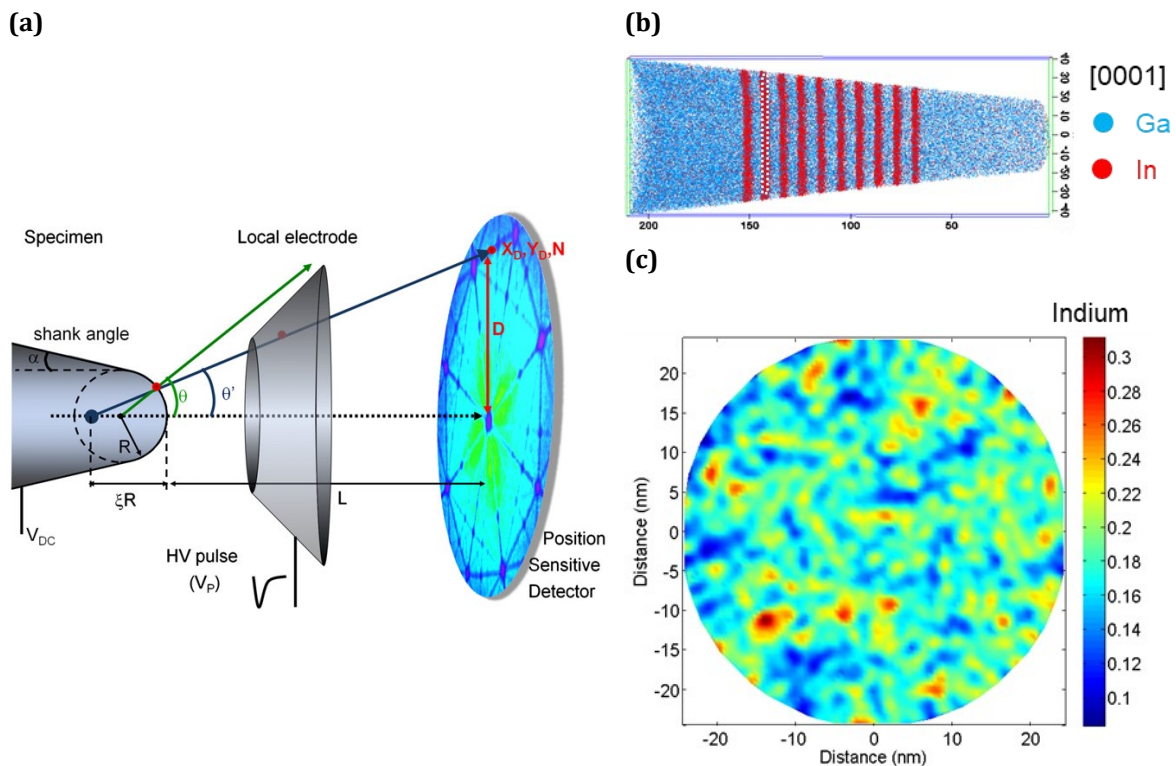 (a)
Specimen
Local electrode
X_D,Y_D,N
D
shank angle
α
θ
θ'
R
ξR
L
V_DC
HV pulse
(V_P)
Position
Sensitive
Detector
(b)
[0001]
Ga
In
40
30
20
10
0
-10
-20
-30
-40
200
150
100
50
(c)
Indium
Distance (nm)
20
15
10
5
0
-5
-10
-15
-20
-20
-10
0
10
20
Distance (nm)
0.3
0.28
0.26
0.24
0.22
0.2
0.18
0.16
0.14
0.12
0.1